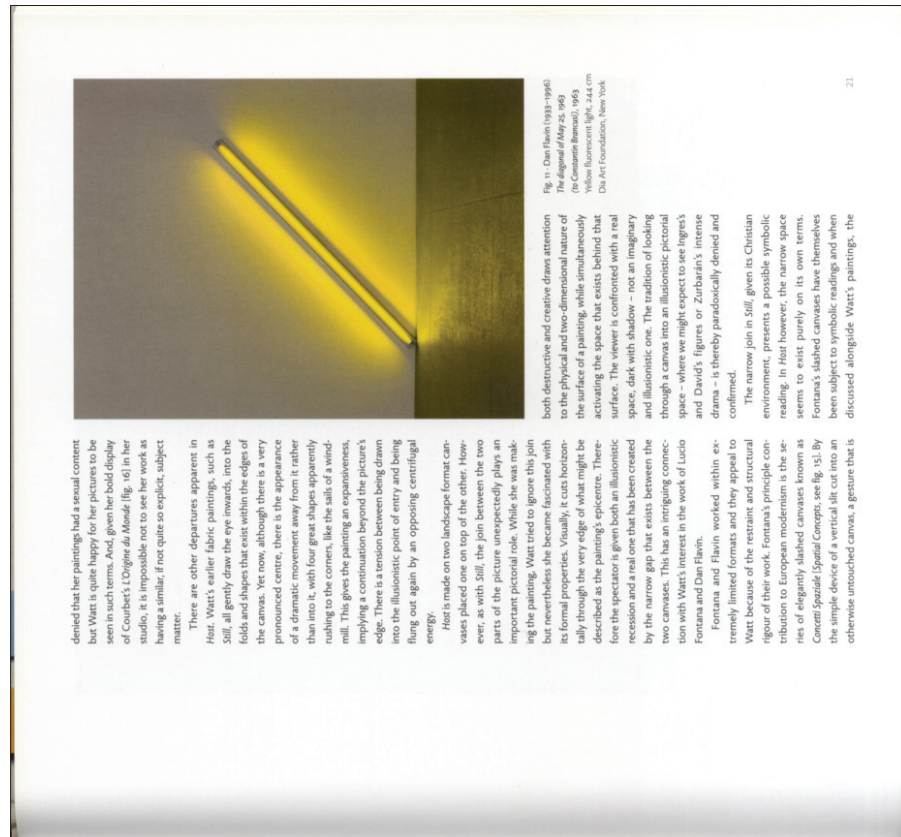 denied that her paintings had a sexual content
but Watt is quite happy for her pictures to be
seen in such terms. And, given her bold display
of Courbet's L'Origine du Monde [fig. 16] in her
studio, it is impossible not to see her work as
having a similar, if not quite so explicit, subject
matter.
There are other departures apparent in
Host. Watt's earlier fabric paintings, such as
Still, all gently draw the eye inwards, into the
folds and shapes that exist within the edges of
the canvas. Yet now, although there is a very
pronounced centre, there is the appearance
of a dramatic movement away from it rather
than into it, with four great shapes apparently
rushing to the corners, like the sails of a wind-
mill. This gives the painting an expansiveness,
implying a continuation beyond the picture's
edge. There is a tension between being drawn
into the illusionistic point of entry and being
flung out again by an opposing centrifugal
energy.
Host is made on two landscape format can-
vases placed one on top of the other. How-
ever, as with Still, the join between the two
parts of the picture unexpectedly plays an
important pictorial role. While she was mak-
ing the painting, Watt tried to ignore this join
but nevertheless she became fascinated with
its formal properties. Visually, it cuts horizon-
tally through the very edge of what might be
described as the painting's epicentre. There-
fore the spectator is given both an illusionistic
recession and a real one that has been created
by the narrow gap that exists between the
two canvases. This has an intriguing connec-
tion with Watt's interest in the work of Lucio
Fontana and Dan Flavin.
Fontana and Flavin worked within ex-
tremely limited formats and they appeal to
Watt because of the restraint and structural
rigour of their work. Fontana's principle con-
tribution to European modernism is the se-
ries of elegantly slashed canvases known as
Concetti Spaziale [Spatial Concepts, see fig. 15]. By
the simple device of a vertical slit cut into an
otherwise untouched canvas, a gesture that is
both destructive and creative draws attention
to the physical and two-dimensional nature of
the surface of a painting, while simultaneously
activating the space that exists behind that
surface. The viewer is confronted with a real
space, dark with shadow – not an imaginary
and illusionistic one. The tradition of looking
through a canvas into an illusionistic pictorial
space – where we might expect to see Ingres's
and David's figures or Zurbarán's intense
drama – is thereby paradoxically denied and
confirmed.
The narrow join in Still, given its Christian
environment, presents a possible symbolic
reading. In Host however, the narrow space
seems to exist purely on its own terms.
Fontana's slashed canvases have themselves
been subject to symbolic readings and when
discussed alongside Watt's paintings, the
Fig. 11 · Dan Flavin (1933–1996)
The diagonal of May 25, 1963
(to Constantin Brancusi), 1963
Yellow fluorescent light, 244 cm
Dia Art Foundation, New York
21